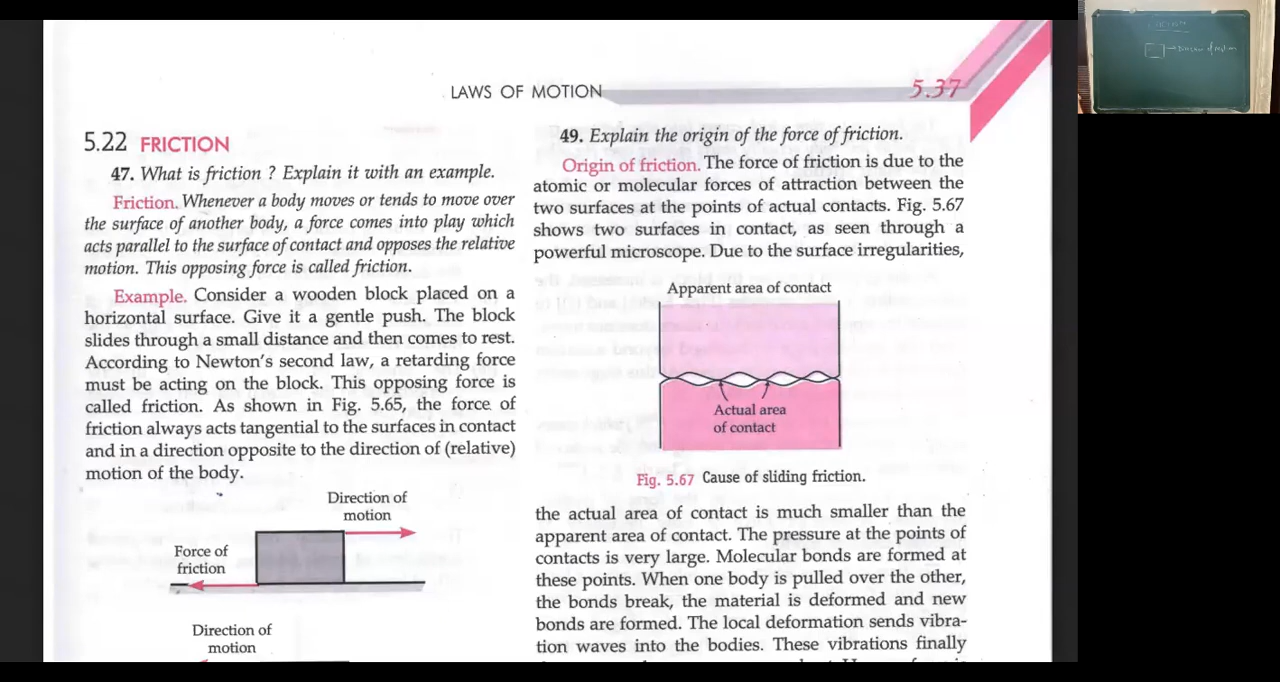 LAWS OF MOTION
5.37
5.22 FRICTION
47. What is friction ? Explain it with an example.
Friction. Whenever a body moves or tends to move over
the surface of another body, a force comes into play which
acts parallel to the surface of contact and opposes the relative
motion. This opposing force is called friction.
Example. Consider a wooden block placed on a
horizontal surface. Give it a gentle push. The block
slides through a small distance and then comes to rest.
According to Newton's second law, a retarding force
must be acting on the block. This opposing force is
called friction. As shown in Fig. 5.65, the force of
friction always acts tangential to the surfaces in contact
and in a direction opposite to the direction of (relative)
motion of the body.
Direction of
motion
Force of
friction
Direction of
motion
49. Explain the origin of the force of friction.
Origin of friction. The force of friction is due to the
atomic or molecular forces of attraction between the
two surfaces at the points of actual contacts. Fig. 5.67
shows two surfaces in contact, as seen through a
powerful microscope. Due to the surface irregularities,
Apparent area of contact
Actual area
of contact
Fig. 5.67 Cause of sliding friction.
the actual area of contact is much smaller than the
apparent area of contact. The pressure at the points of
contacts is very large. Molecular bonds are formed at
these points. When one body is pulled over the other,
the bonds break, the material is deformed and new
bonds are formed. The local deformation sends vibra-
tion waves into the bodies. These vibrations finally